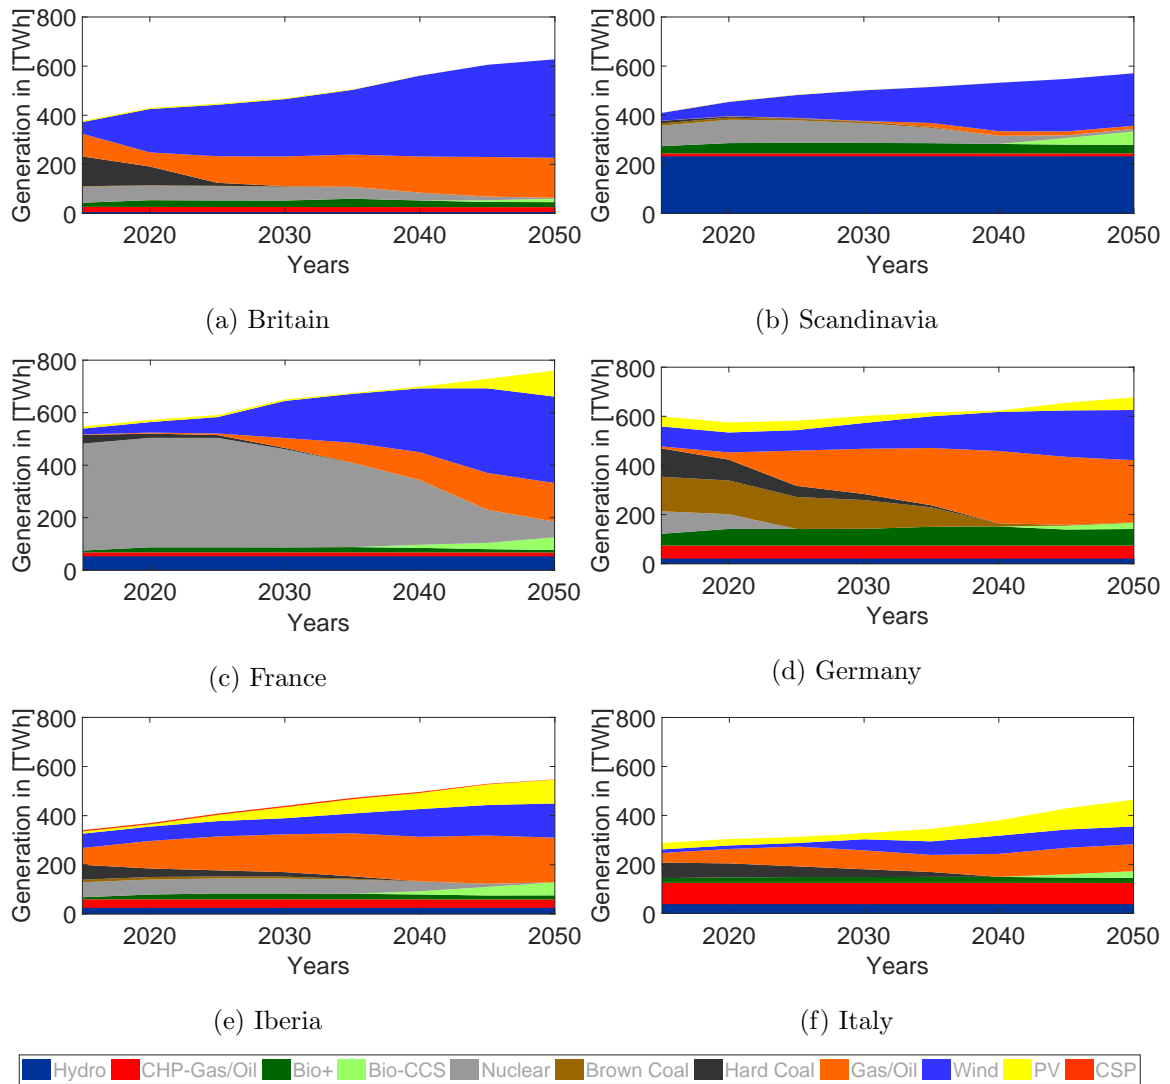 800
600
400
200
0
Generation in [TWh]
2020 2030 2040 2050
Years
(a) Britain
800
600
400
200
0
Generation in [TWh]
2020 2030 2040 2050
Years
(b) Scandinavia
800
600
400
200
0
Generation in [TWh]
2020 2030 2040 2050
Years
(c) France
800
600
400
200
0
Generation in [TWh]
2020 2030 2040 2050
Years
(d) Germany
800
600
400
200
0
Generation in [TWh]
2020 2030 2040 2050
Years
(e) Iberia
800
600
400
200
0
Generation in [TWh]
2020 2030 2040 2050
Years
(f) Italy
Hydro CHP-Gas/Oil Bio+ Bio-CCS Nuclear Brown Coal Hard Coal Gas/Oil Wind PV CSP